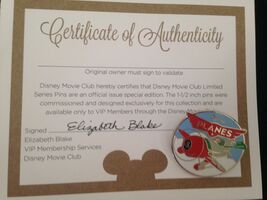 Certificate of Authenticity
Original owner must sign to validate
Disney Movie Club hereby certifies that Disney Movie Club Limited
Series Pins are an official issue special edition. The 1-1/2 inch pins were
commissioned and designed exclusively for this collection and are
available only to VIP Members through the Disney Movie
Signed Elizabeth Blake
Elizabeth Blake
VIP Membership Services
Disney Movie Club
PLANES